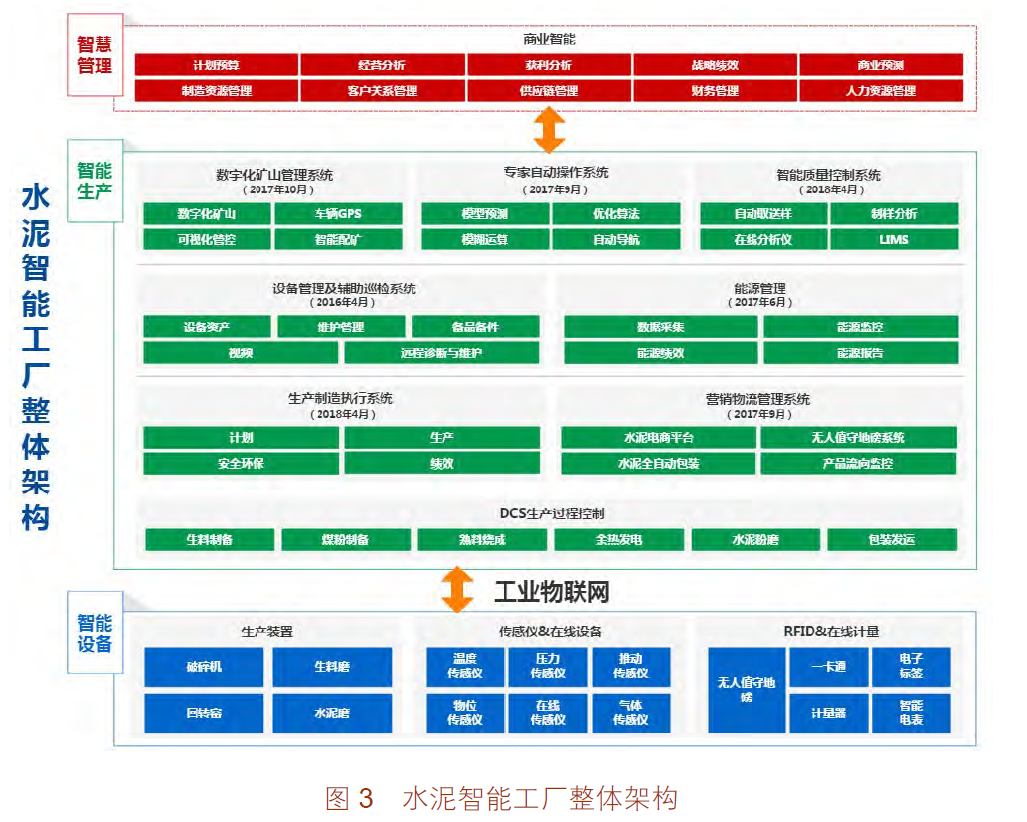 水泥智能工厂整体架构
智慧
管理
商业智能
计划预算
经营分析
获利分析
战略绩效
商业预测
制造资源管理
客户关系管理
供应链管理
财务管理
人力资源管理
智能
生产
数字化矿山管理系统
（2017年10月）
数字化矿山
车辆GPS
可视化管控
智能配矿
专家自动操作系统
（2017年9月）
模型预测
优化算法
模糊运算
自动导航
智能质量控制系统
（2018年4月）
自动取送样
制样分析
在线分析仪
LIMS
设备管理及辅助巡检系统
（2016年4月）
设备资产
维护管理
备品备件
视频
远程诊断与维护
能源管理
（2017年6月）
数据采集
能源监控
能源绩效
能源报告
生产制造执行系统
（2018年4月）
计划
生产
安全环保
绩效
营销物流管理系统
（2017年9月）
水泥电商平台
无人值守地磅系统
水泥全自动包装
产品流向监控
DCS生产过程控制
生料制备
煤粉制备
熟料烧成
余热发电
水泥粉磨
包装发运
工业物联网
智能
设备
生产装置
破碎机
生料磨
回转窑
水泥磨
传感仪&在线设备
温度
传感仪
压力
传感仪
推动
传感仪
物位
传感仪
在线
传感仪
气体
传感仪
RFID&在线计量
无人值守地
磅
一卡通
电子
标签
计量器
智能
电表
图 3 水泥智能工厂整体架构